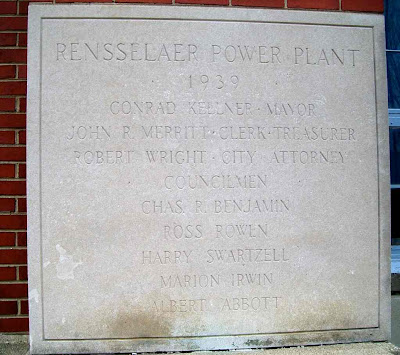 RENSSELAER POWER PLANT
· 1939 ·
CONRAD KELLNER · MAYOR
JOHN R. MERRITT · CLERK · TREASURER
ROBERT WRIGHT · CITY ATTORNEY
· COUNCILMEN ·
CHAS. P. BENJAMIN
ROSS ROWEN
HARRY SWARTZELL
MARION IRWIN
ALBERT ABBOTT